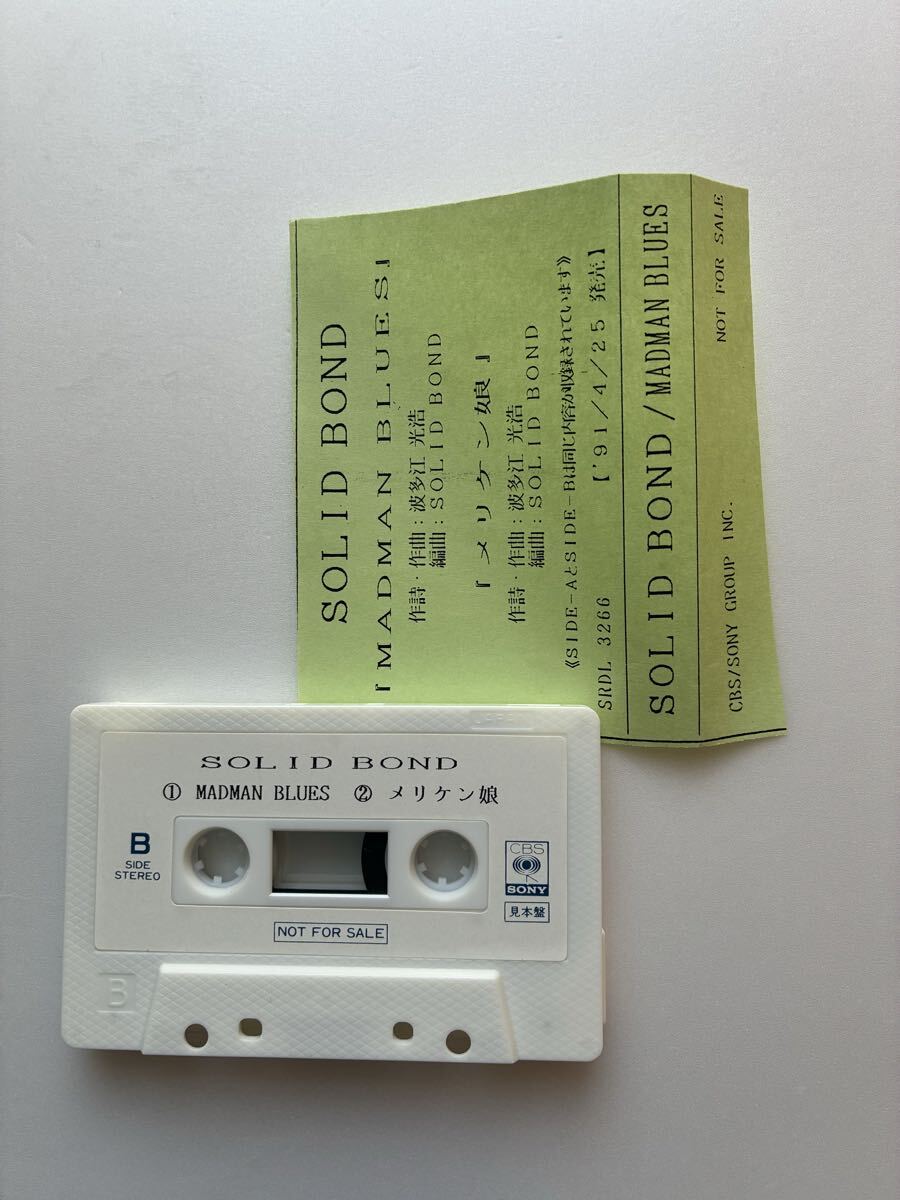 SOLID BOND
『MADMAN BLUES』
作詩・作曲：波多江 光浩
編曲：SOLID BOND
『メリケン娘』
作詩・作曲：波多江 光浩
編曲：SOLID BOND
《SIDE-AとSIDE-Bは同じ内容が収録されています》
SRDL 3266 【'91/4/25 発売】
SOLID BOND/MADMAN BLUES
CBS/SONY GROUP INC. NOT FOR SALE
SOLID BOND
① MADMAN BLUES ② メリケン娘
B
SIDE
STEREO
CBS
SONY
見本盤
NOT FOR SALE
B